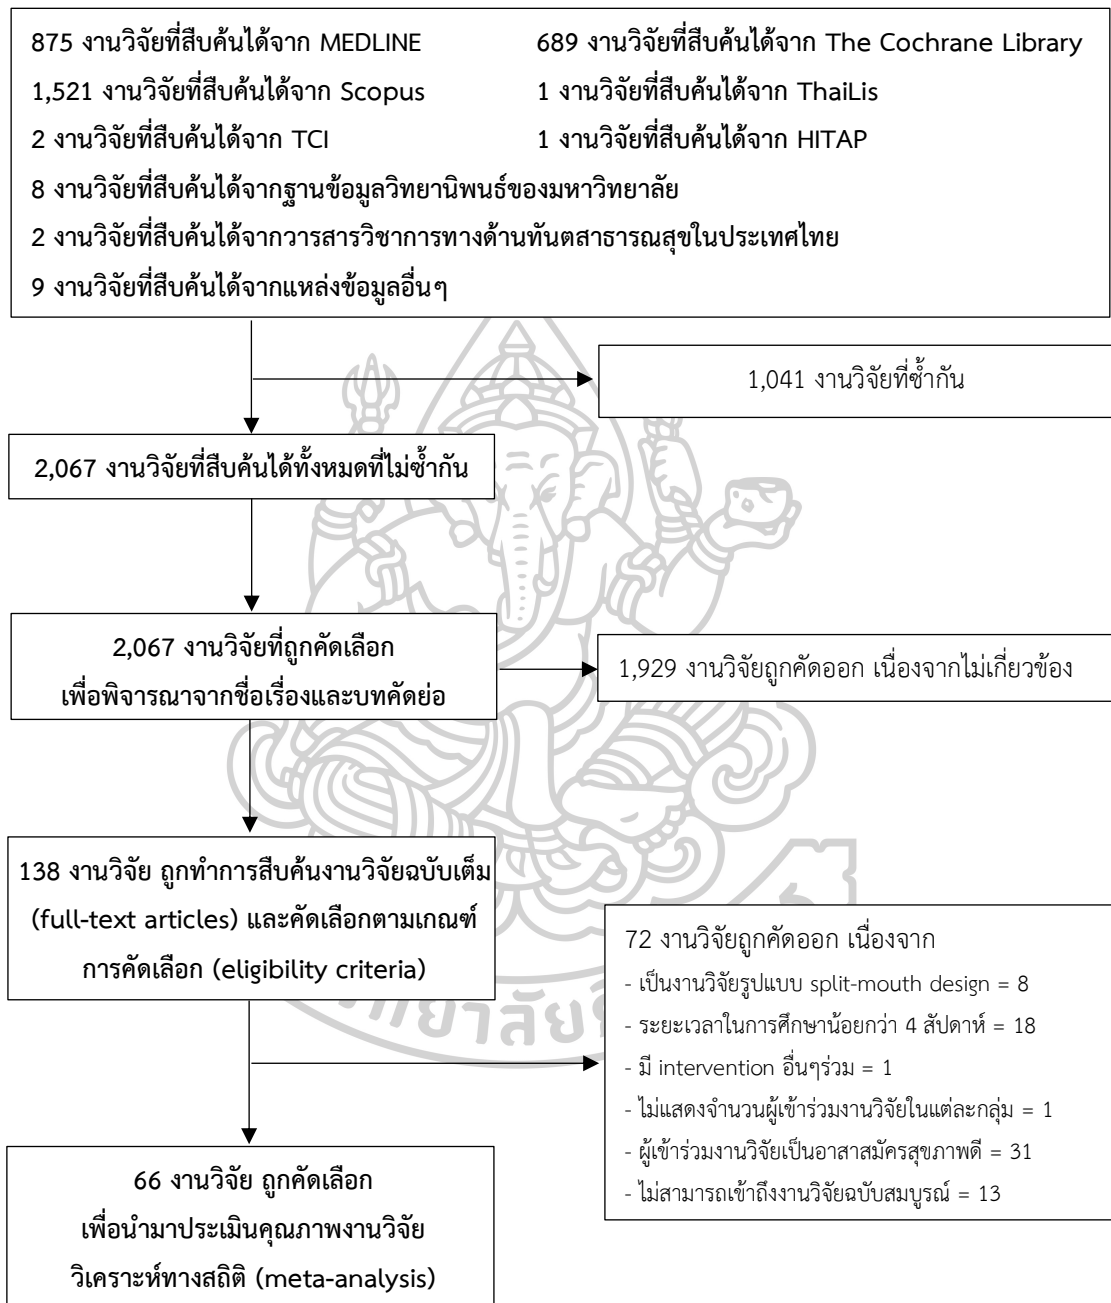 875 งานวิจัยที่สืบค้นได้จาก MEDLINE 689 งานวิจัยที่สืบค้นได้จาก The Cochrane Library
1,521 งานวิจัยที่สืบค้นได้จาก Scopus 1 งานวิจัยที่สืบค้นได้จาก ThaiLis
2 งานวิจัยที่สืบค้นได้จาก TCI 1 งานวิจัยที่สืบค้นได้จาก HITAP
8 งานวิจัยที่สืบค้นได้จากฐานข้อมูลวิทยานิพนธ์ของมหาวิทยาลัย
2 งานวิจัยที่สืบค้นได้จากวารสารวิชาการทางด้านทันตสาธารณสุขในประเทศไทย
9 งานวิจัยที่สืบค้นได้จากแหล่งข้อมูลอื่นๆ
1,041 งานวิจัยที่ซ้ำกัน
2,067 งานวิจัยที่สืบค้นได้ทั้งหมดที่ไม่ซ้ำกัน
2,067 งานวิจัยที่ถูกคัดเลือก
เพื่อพิจารณาจากชื่อเรื่องและบทคัดย่อ
1,929 งานวิจัยถูกคัดออก เนื่องจากไม่เกี่ยวข้อง
138 งานวิจัย ถูกทำการสืบค้นงานวิจัยฉบับเต็ม
(full-text articles) และคัดเลือกตามเกณฑ์
การคัดเลือก (eligibility criteria)
72 งานวิจัยถูกคัดออก เนื่องจาก
- เป็นงานวิจัยรูปแบบ split-mouth design = 8
- ระยะเวลาในการศึกษาน้อยกว่า 4 สัปดาห์ = 18
- มี intervention อื่นๆร่วม = 1
- ไม่แสดงจำนวนผู้เข้าร่วมงานวิจัยในแต่ละกลุ่ม = 1
- ผู้เข้าร่วมงานวิจัยเป็นอาสาสมัครสุขภาพดี = 31
- ไม่สามารถเข้าถึงงานวิจัยฉบับสมบูรณ์ = 13
66 งานวิจัย ถูกคัดเลือก
เพื่อนำมาประเมินคุณภาพงานวิจัย
วิเคราะห์ทางสถิติ (meta-analysis)